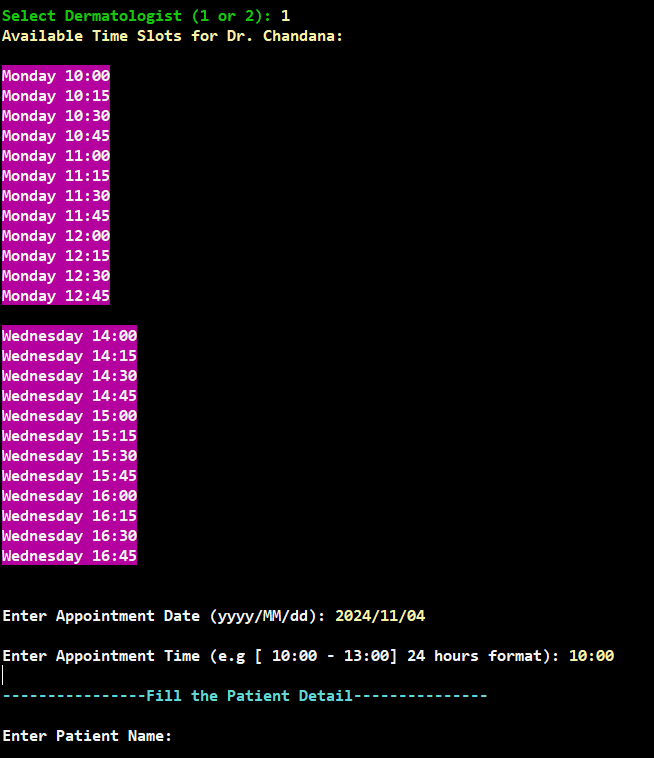 Select Dermatologist (1 or 2): 1
Available Time Slots for Dr. Chandana:
Monday 10:00
Monday 10:15
Monday 10:30
Monday 10:45
Monday 11:00
Monday 11:15
Monday 11:30
Monday 11:45
Monday 12:00
Monday 12:15
Monday 12:30
Monday 12:45
Wednesday 14:00
Wednesday 14:15
Wednesday 14:30
Wednesday 14:45
Wednesday 15:00
Wednesday 15:15
Wednesday 15:30
Wednesday 15:45
Wednesday 16:00
Wednesday 16:15
Wednesday 16:30
Wednesday 16:45
Enter Appointment Date (yyyy/MM/dd): 2024/11/04
Enter Appointment Time (e.g [ 10:00 - 13:00] 24 hours format): 10:00
----------------Fill the Patient Detail---------------
Enter Patient Name: